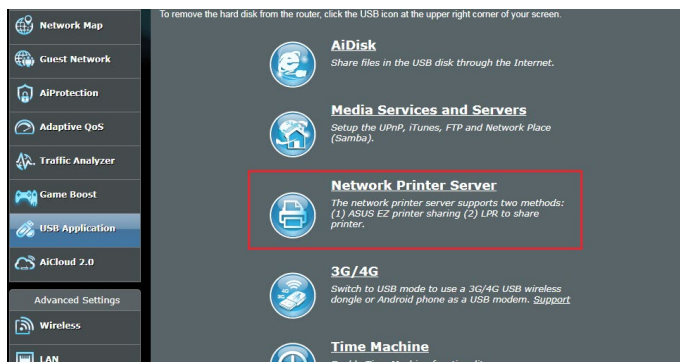 To remove the hard disk from the router, click the USB icon at the upper right corner of your screen.
Network Map
Guest Network
AiProtection
Adaptive QoS
Traffic Analyzer
Game Boost
USB Application
AiCloud 2.0
Advanced Settings
Wireless
LAN
AiDisk
Share files in the USB disk through the Internet.
Media Services and Servers
Setup the UPnP, iTunes, FTP and Network Place
(Samba).
Network Printer Server
The network printer server supports two methods:
(1) ASUS EZ printer sharing (2) LPR to share
printer.
3G/4G
Switch to USB mode to use a 3G/4G USB wireless
dongle or Android phone as a USB modem. Support
Time Machine